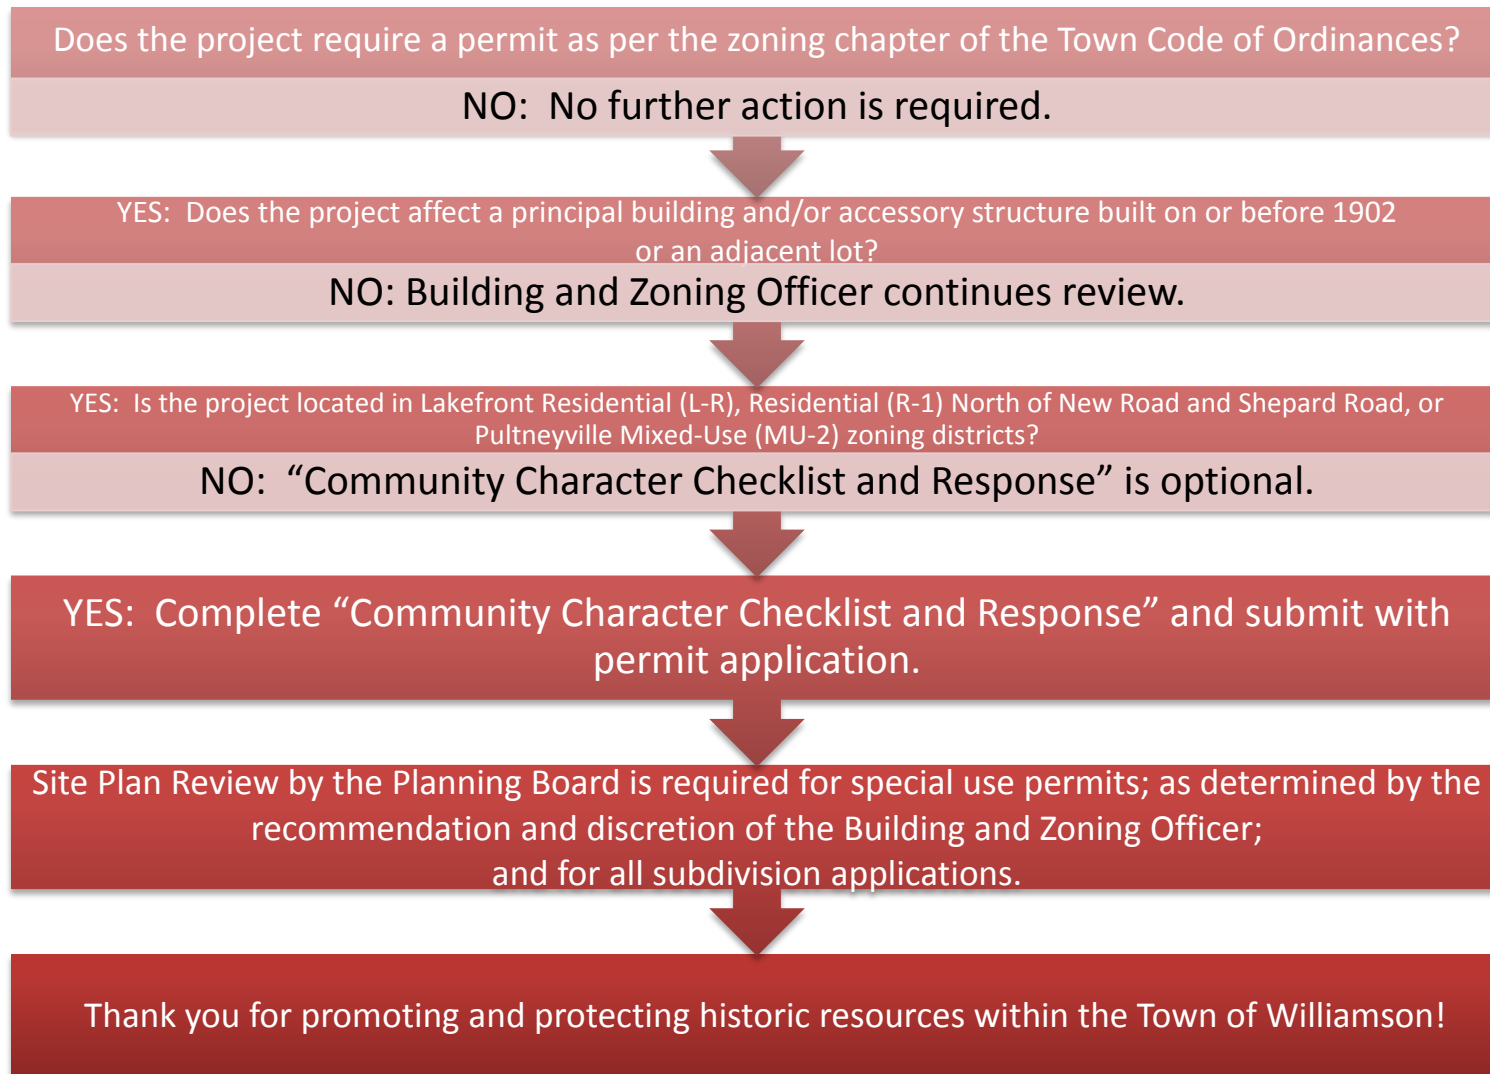 Does the project require a permit as per the zoning chapter of the Town Code of Ordinances?
NO:  No further action is required.
YES:  Does the project affect a principal building and/or accessory structure built on or before 1902
or an adjacent lot?
NO: Building and Zoning Officer continues review.
YES:  Is the project located in Lakefront Residential (L-R), Residential (R-1) North of New Road and Shepard Road, or
Pultneyville Mixed-Use (MU-2) zoning districts?
NO:  “Community Character Checklist and Response” is optional.
YES:  Complete “Community Character Checklist and Response” and submit with
permit application.
Site Plan Review by the Planning Board is required for special use permits; as determined by the
recommendation and discretion of the Building and Zoning Officer;
and for all subdivision applications.
Thank you for promoting and protecting historic resources within the Town of Williamson!